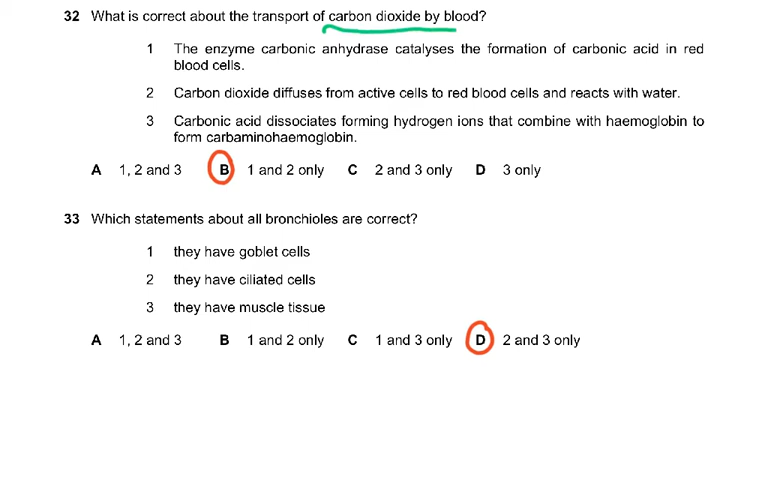 32 What is correct about the transport of carbon dioxide by blood?
1 The enzyme carbonic anhydrase catalyses the formation of carbonic acid in red
blood cells.
2 Carbon dioxide diffuses from active cells to red blood cells and reacts with water.
3 Carbonic acid dissociates forming hydrogen ions that combine with haemoglobin to
form carbaminohaemoglobin.
A 1, 2 and 3 B 1 and 2 only C 2 and 3 only D 3 only
33 Which statements about all bronchioles are correct?
1 they have goblet cells
2 they have ciliated cells
3 they have muscle tissue
A 1, 2 and 3 B 1 and 2 only C 1 and 3 only D 2 and 3 only